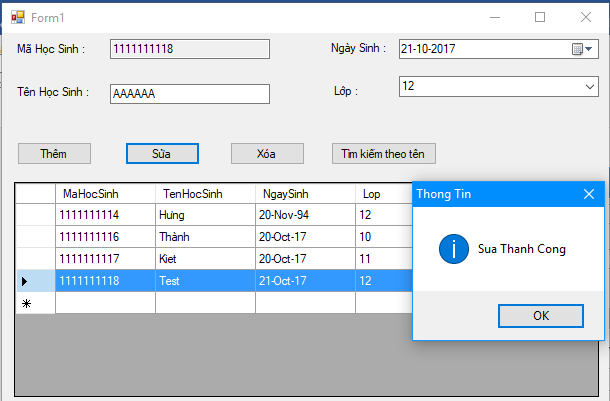 Form1
Mã Học Sinh : 1111111118 Ngày Sinh : 21-10-2017
Tên Học Sinh : AAAAAA Lớp : 12
Thêm Sửa Xóa Tìm kiếm theo tên
MaHocSinh TenHocSinh NgaySinh Lop
1111111114 Hưng 20-Nov-94 12
1111111116 Thành 20-Oct-17 10
1111111117 Kiet 20-Oct-17 11
1111111118 Test 21-Oct-17 12
Thong Tin
Sua Thanh Cong
OK